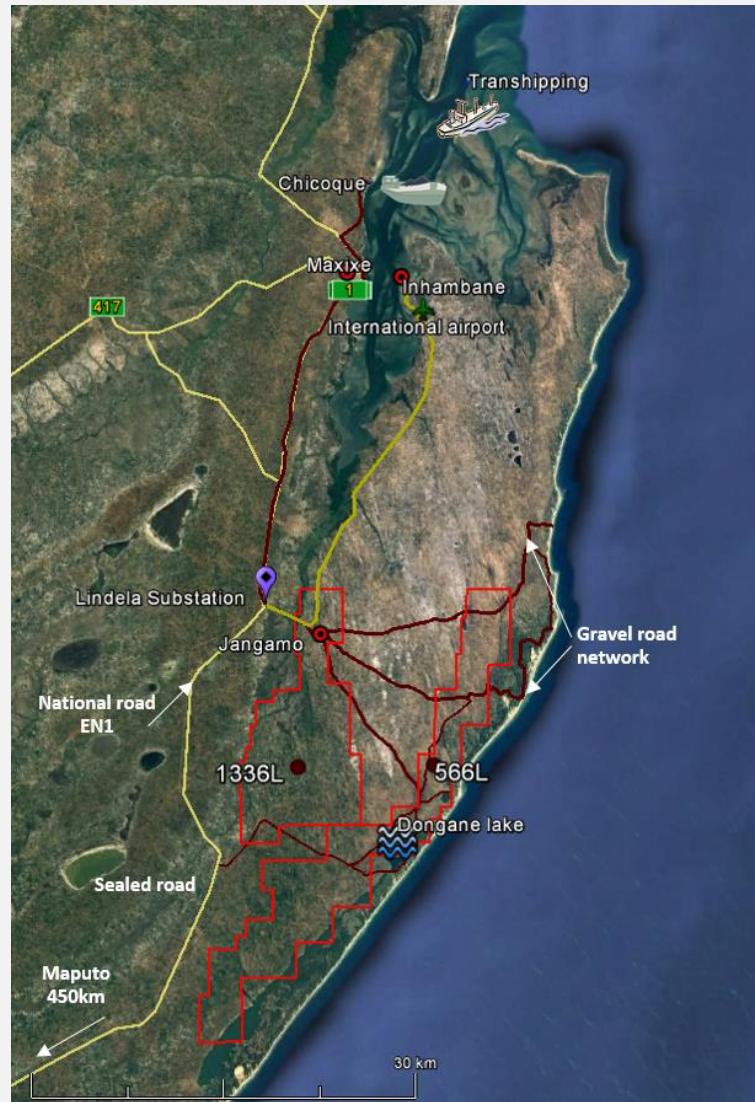 Transhipping
Chicoque
Maxixe
1
Inhambane
417
International airport
Lindela Substation
Jangamo
Gravel road
network
National road
EN1
1336L
566L
Dongane lake
Sealed road
Maputo
450km
30 km